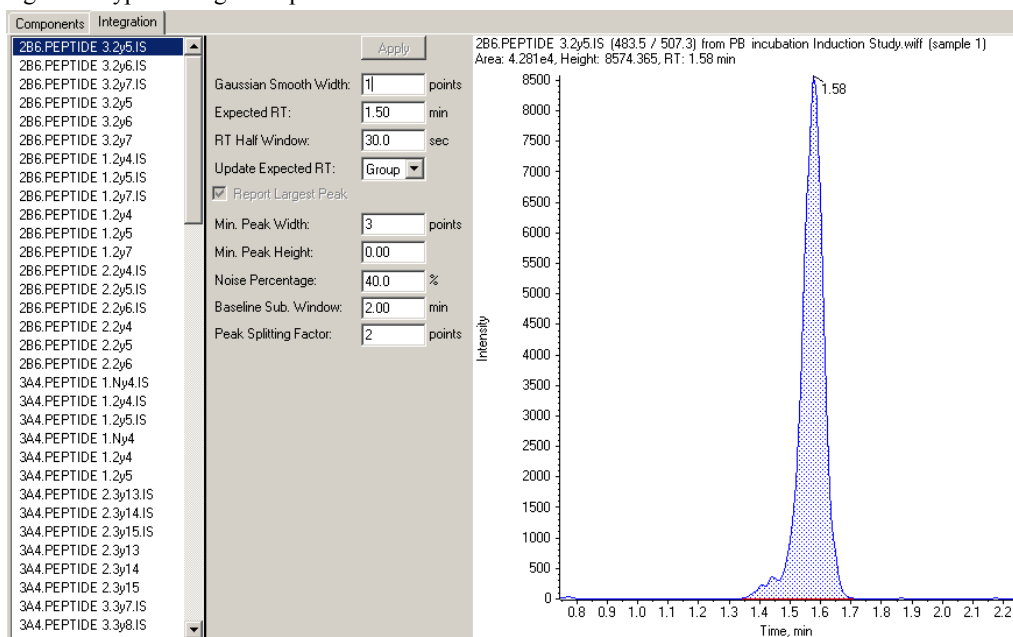 Components Integration
2B6.PEPTIDE 3.2y5.IS
2B6.PEPTIDE 3.2y6.IS
2B6.PEPTIDE 3.2y7.IS
2B6.PEPTIDE 3.2y5
2B6.PEPTIDE 3.2y6
2B6.PEPTIDE 3.2y7
2B6.PEPTIDE 1.2y4.IS
2B6.PEPTIDE 1.2y5.IS
2B6.PEPTIDE 1.2y7.IS
2B6.PEPTIDE 1.2y4
2B6.PEPTIDE 1.2y5
2B6.PEPTIDE 1.2y7
2B6.PEPTIDE 2.2y4.IS
2B6.PEPTIDE 2.2y5.IS
2B6.PEPTIDE 2.2y6.IS
2B6.PEPTIDE 2.2y4
2B6.PEPTIDE 2.2y5
2B6.PEPTIDE 2.2y6
3A4.PEPTIDE 1.Ny4.IS
3A4.PEPTIDE 1.2y4.IS
3A4.PEPTIDE 1.2y5.IS
3A4.PEPTIDE 1.Ny4
3A4.PEPTIDE 1.2y4
3A4.PEPTIDE 1.2y5
3A4.PEPTIDE 2.3y13.IS
3A4.PEPTIDE 2.3y14.IS
3A4.PEPTIDE 2.3y15.IS
3A4.PEPTIDE 2.3y13
3A4.PEPTIDE 2.3y14
3A4.PEPTIDE 2.3y15
3A4.PEPTIDE 3.3y7.IS
3A4.PEPTIDE 3.3y8.IS
Apply
Gaussian Smooth Width: 1 points
Expected RT: 1.50 min
RT Half Window: 30.0 sec
Update Expected RT: Group
Report Largest Peak
Min. Peak Width: 3 points
Min. Peak Height: 0.00
Noise Percentage: 40.0 %
Baseline Sub. Window: 2.00 min
Peak Splitting Factor: 2 points
2B6.PEPTIDE 3.2y5.IS (483.5 / 507.3) from PB incubation Induction Study.wiff (sample 1)
Area: 4.281e4, Height: 8574.365, RT: 1.58 min
1.58
8500
8000
7500
7000
6500
6000
5500
5000
4500
4000
3500
3000
2500
2000
1500
1000
500
0
Intensity
0.8 0.9 1.0 1.1 1.2 1.3 1.4 1.5 1.6 1.7 1.8 1.9 2.0 2.1 2.2
Time, min